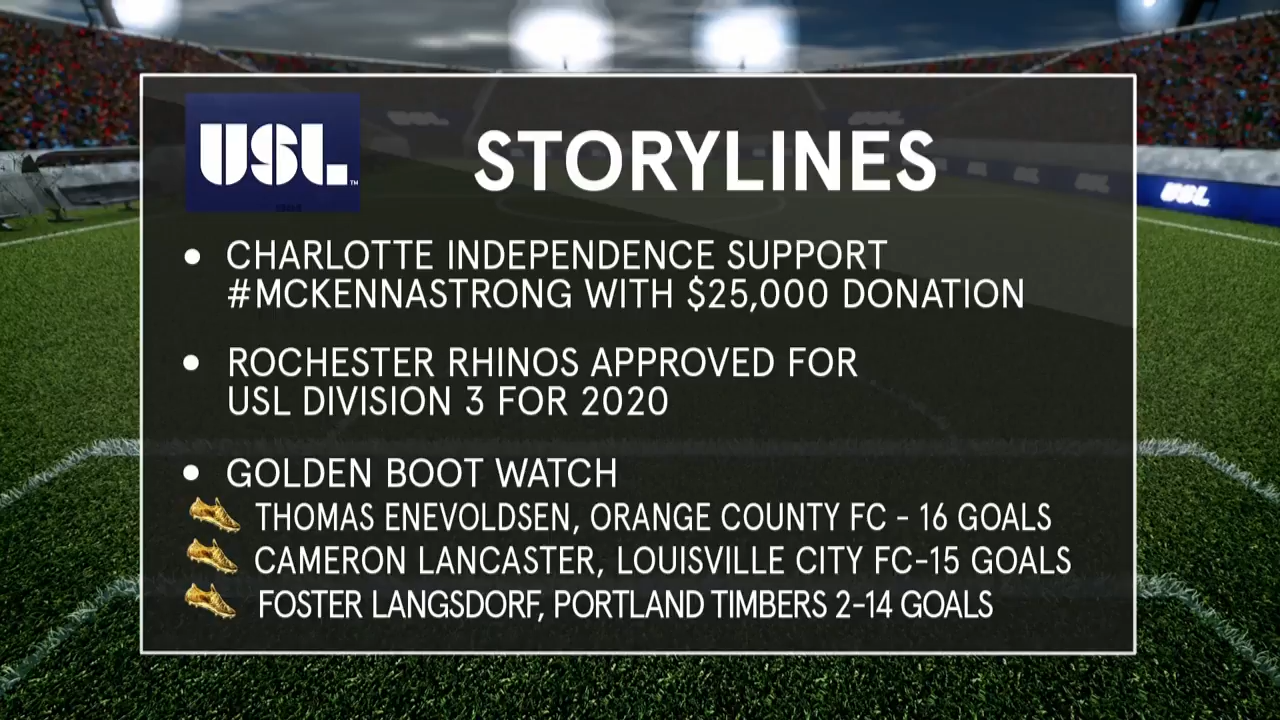 USL™
STORYLINES
• CHARLOTTE INDEPENDENCE SUPPORT
#MCKENNASTRONG WITH $25,000 DONATION
• ROCHESTER RHINOS APPROVED FOR
USL DIVISION 3 FOR 2020
• GOLDEN BOOT WATCH
THOMAS ENEVOLDSEN, ORANGE COUNTY FC - 16 GOALS
CAMERON LANCASTER, LOUISVILLE CITY FC-15 GOALS
FOSTER LANGSDORF, PORTLAND TIMBERS 2-14 GOALS
USL